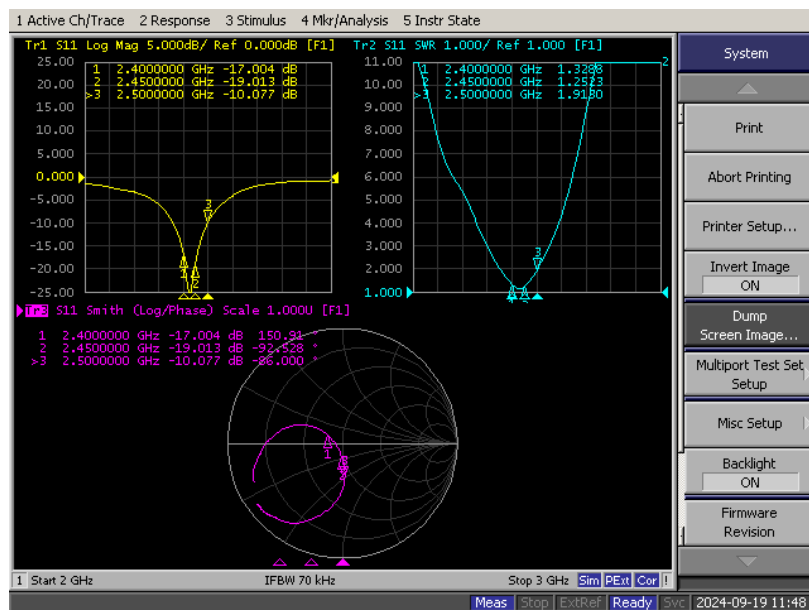 1 Active Ch/Trace 2 Response 3 Stimulus 4 Mkr/Analysis 5 Instr State
Tr1 S11 Log Mag 5.000dB/ Ref 0.000dB [F1]
25.00
20.00
15.00
10.00
5.000
0.000
-5.000
-10.00
-15.00
-20.00
-25.00
1 2.4000000 GHz -17.004 dB
2 2.4500000 GHz -19.013 dB
>3 2.5000000 GHz -10.077 dB
3
1
2
Tr2 S11 SWR 1.000/ Ref 1.000 [F1]
11.00
10.00
9.000
8.000
7.000
6.000
5.000
4.000
3.000
2.000
1.000
1 2.4000000 GHz 1.3288
2 2.4500000 GHz 1.2523
>3 2.5000000 GHz 1.9130
2
3
Tr3 S11 Smith (Log/Phase) Scale 1.000U [F1]
1 2.4000000 GHz -17.004 dB 150.91 °
2 2.4500000 GHz -19.013 dB -92.528 °
>3 2.5000000 GHz -10.077 dB -86.000 °
1
1 Start 2 GHz
IFBW 70 kHz
Stop 3 GHz Sim PExt Cor !
Meas Stop ExtRef Ready Svc 2024-09-19 11:48
System
Print
Abort Printing
Printer Setup...
Invert Image
ON
Dump
Screen Image...
Multiport Test Set
Setup
Misc Setup
Backlight
ON
Firmware
Revision